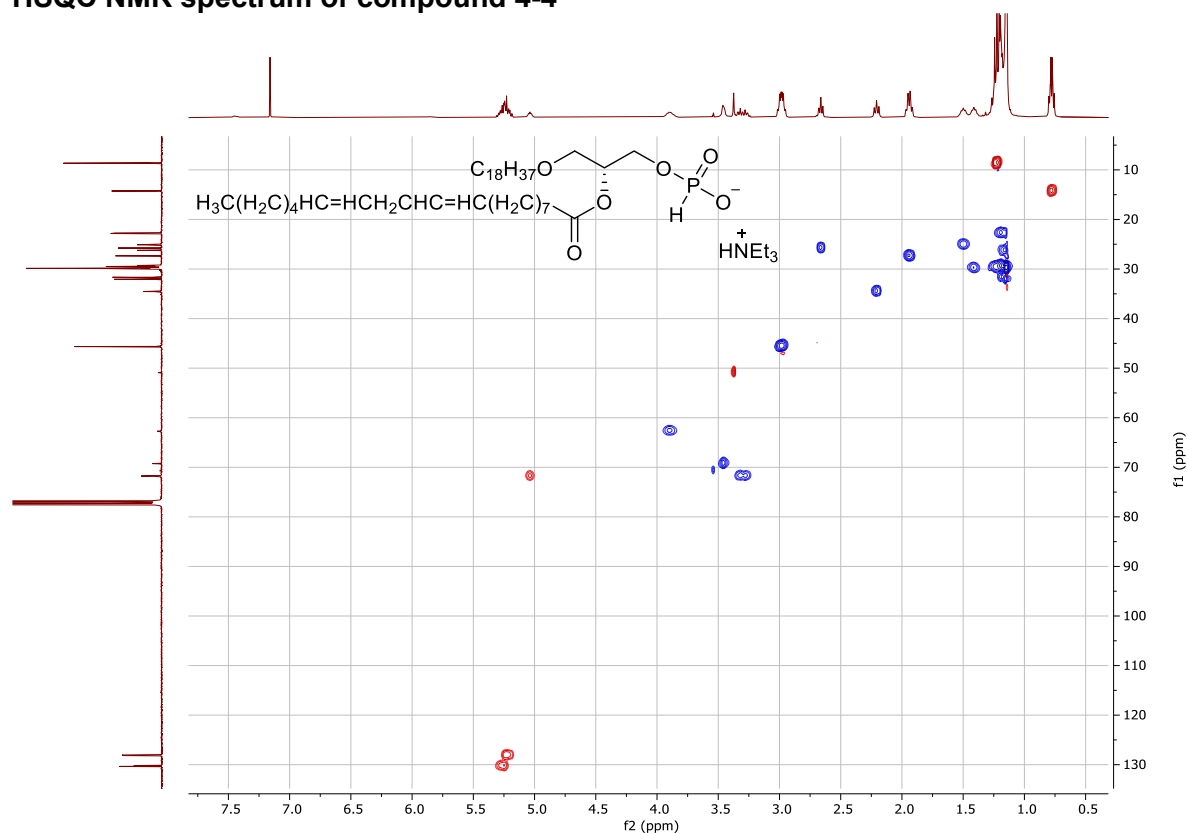 HSQC NMR spectrum of compound 4-4
C18H37O
O
O
P
O−
H
H3C(H2C)4HC=HCH2CHC=HC(H2C)7
O
O
+
HNEt3
10
20
30
40
50
60
70
80
90
100
110
120
130
f1 (ppm)
7.5 7.0 6.5 6.0 5.5 5.0 4.5 4.0 3.5 3.0 2.5 2.0 1.5 1.0 0.5
f2 (ppm)